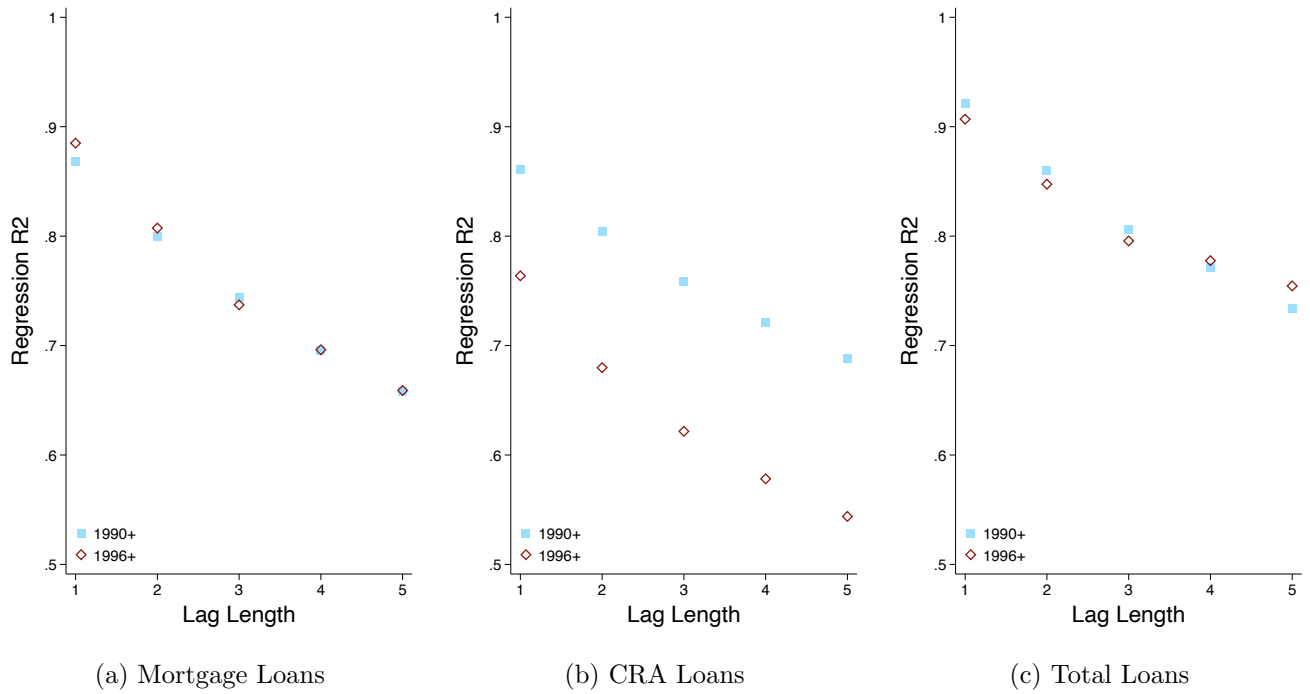 1
.9
.8
.7
.6
.5
Regression R2
1990+
1996+
1 2 3 4 5
Lag Length
(a) Mortgage Loans
1
.9
.8
.7
.6
.5
Regression R2
1990+
1996+
1 2 3 4 5
Lag Length
(b) CRA Loans
1
.9
.8
.7
.6
.5
Regression R2
1990+
1996+
1 2 3 4 5
Lag Length
(c) Total Loans